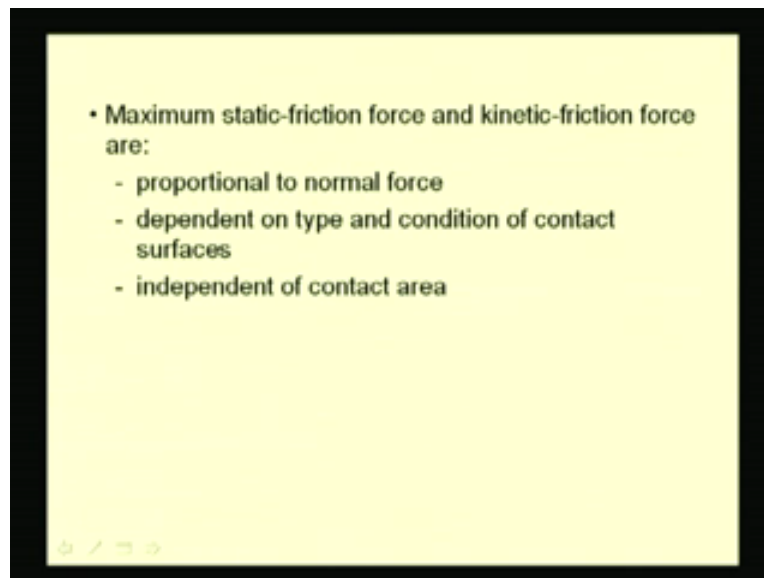 • Maximum static-friction force and kinetic-friction force
are:
- proportional to normal force
- dependent on type and condition of contact
surfaces
- independent of contact area